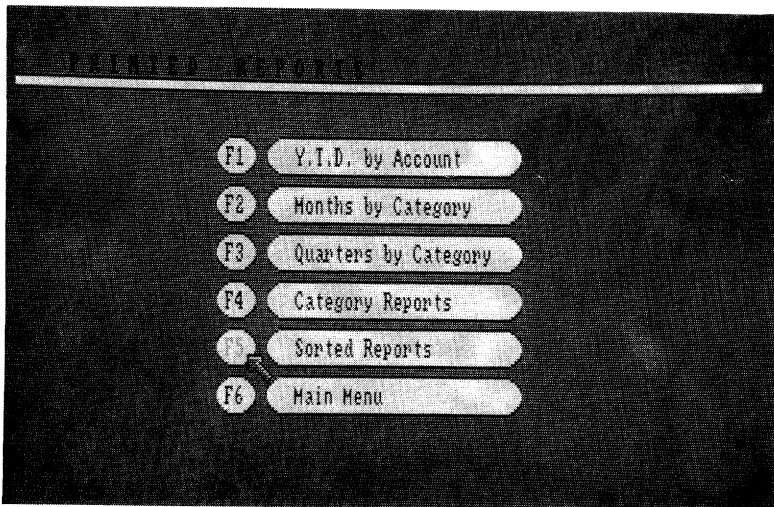 PRINTED REPORTS
F1 Y.T.D. by Account
F2 Months by Category
F3 Quarters by Category
F4 Category Reports
F5 Sorted Reports
F6 Main Menu